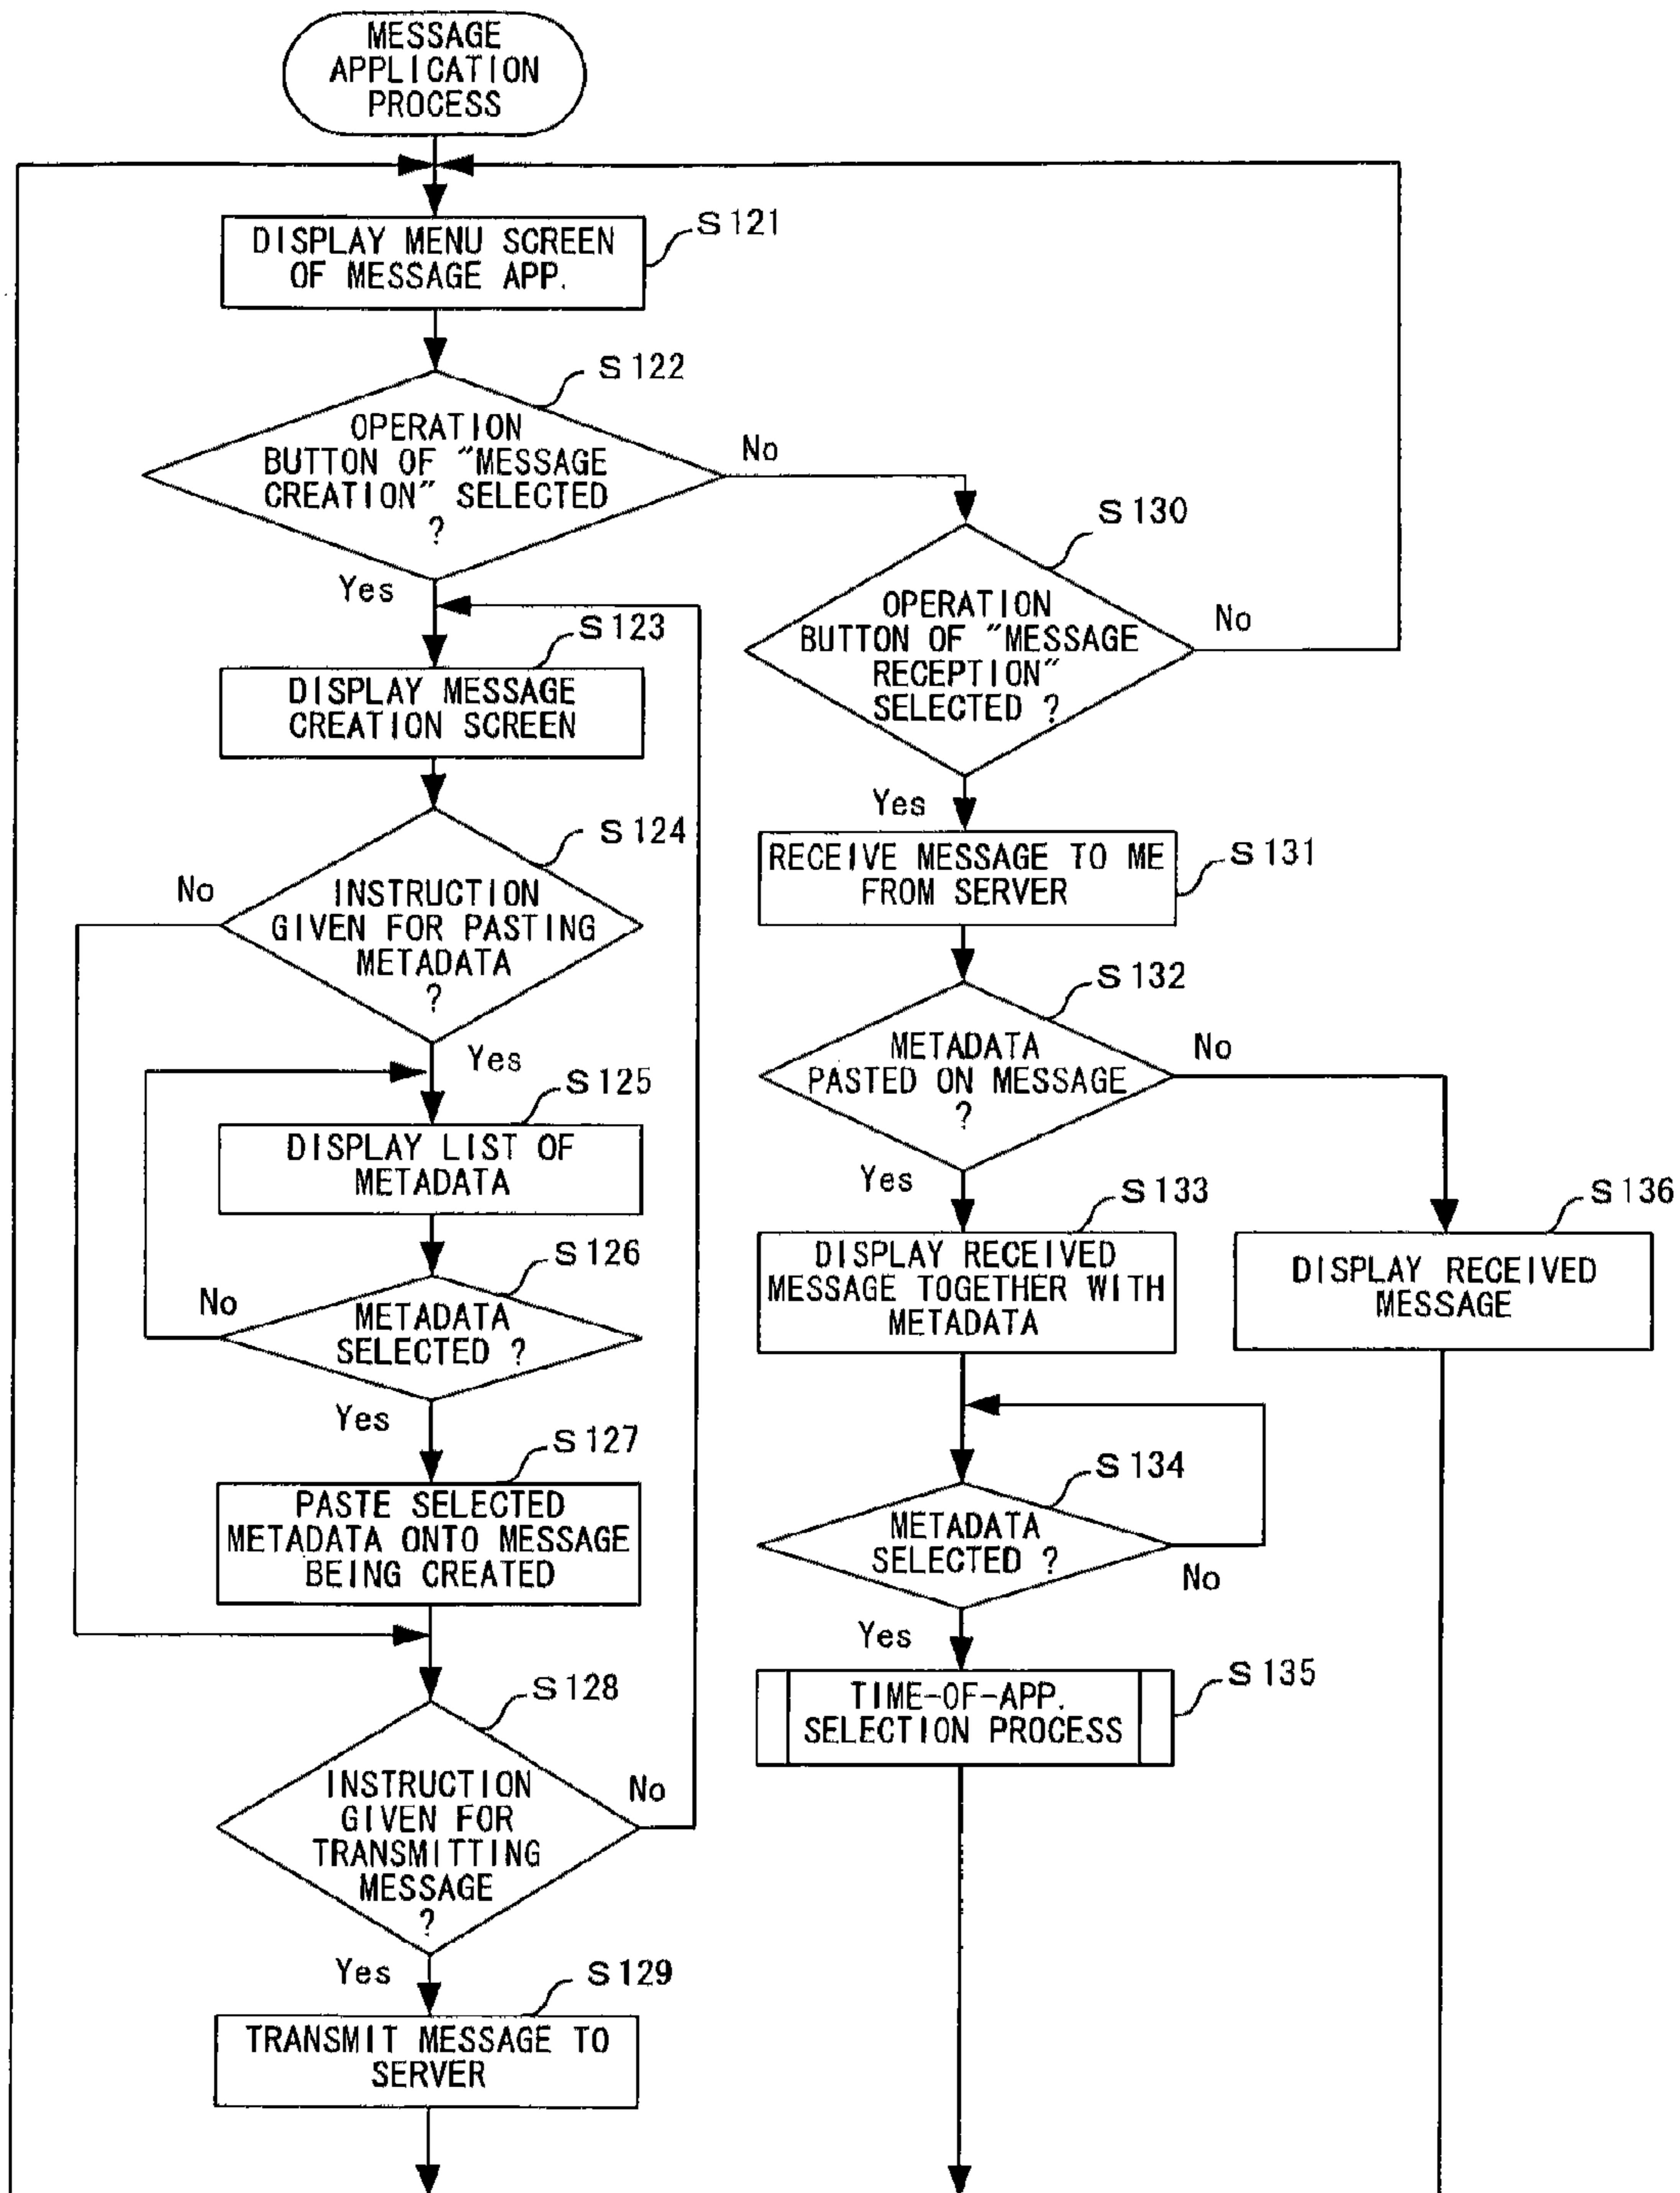 MESSAGE
APPLICATION
PROCESS
S121
DISPLAY MENU SCREEN
OF MESSAGE APP.
S122
OPERATION
BUTTON OF "MESSAGE
CREATION" SELECTED
?
No
Yes
S123
DISPLAY MESSAGE
CREATION SCREEN
S124
INSTRUCTION
GIVEN FOR PASTING
METADATA
?
No
Yes
S125
DISPLAY LIST OF
METADATA
S126
METADATA
SELECTED ?
No
Yes
S127
PASTE SELECTED
METADATA ONTO MESSAGE
BEING CREATED
S128
INSTRUCTION
GIVEN FOR
TRANSMITTING
MESSAGE
?
No
Yes
S129
TRANSMIT MESSAGE TO
SERVER
S130
OPERATION
BUTTON OF "MESSAGE
RECEPTION"
SELECTED ?
No
Yes
S131
RECEIVE MESSAGE TO ME
FROM SERVER
S132
METADATA
PASTED ON MESSAGE
?
No
Yes
S133
DISPLAY RECEIVED
MESSAGE TOGETHER WITH
METADATA
S134
METADATA
SELECTED ?
No
Yes
S135
TIME-OF-APP.
SELECTION PROCESS
S136
DISPLAY RECEIVED
MESSAGE